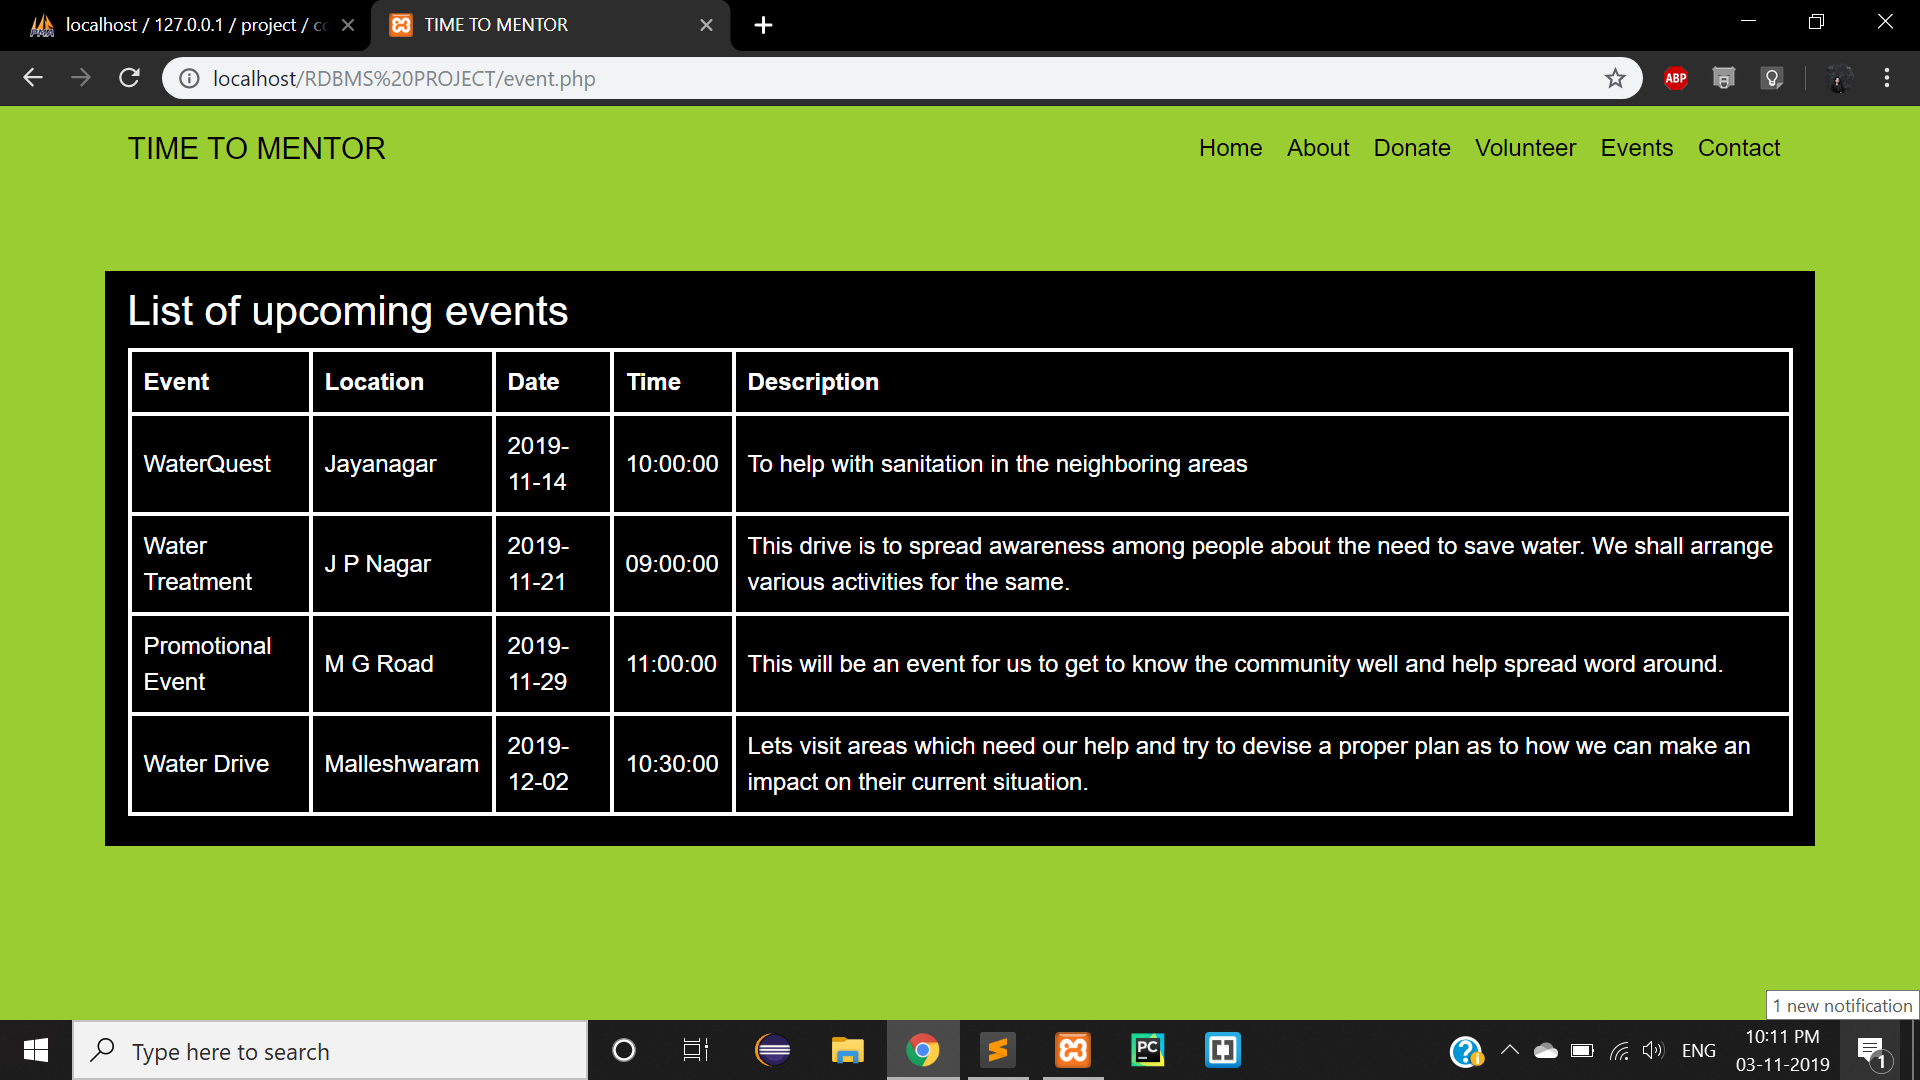 localhost / 127.0.0.1 / project / co
TIME TO MENTOR
localhost/RDBMS%20PROJECT/event.php
ABP
TIME TO MENTOR
Home About Donate Volunteer Events Contact
List of upcoming events
Event Location Date Time Description
WaterQuest Jayanagar 2019-11-14 10:00:00 To help with sanitation in the neighboring areas
Water Treatment J P Nagar 2019-11-21 09:00:00 This drive is to spread awareness among people about the need to save water. We shall arrange
various activities for the same.
Promotional Event M G Road 2019-11-29 11:00:00 This will be an event for us to get to know the community well and help spread word around.
Water Drive Malleshwaram 2019-12-02 10:30:00 Lets visit areas which need our help and try to devise a proper plan as to how we can make an
impact on their current situation.
1 new notification
Type here to search
PC
ENG
10:11 PM
03-11-2019
1